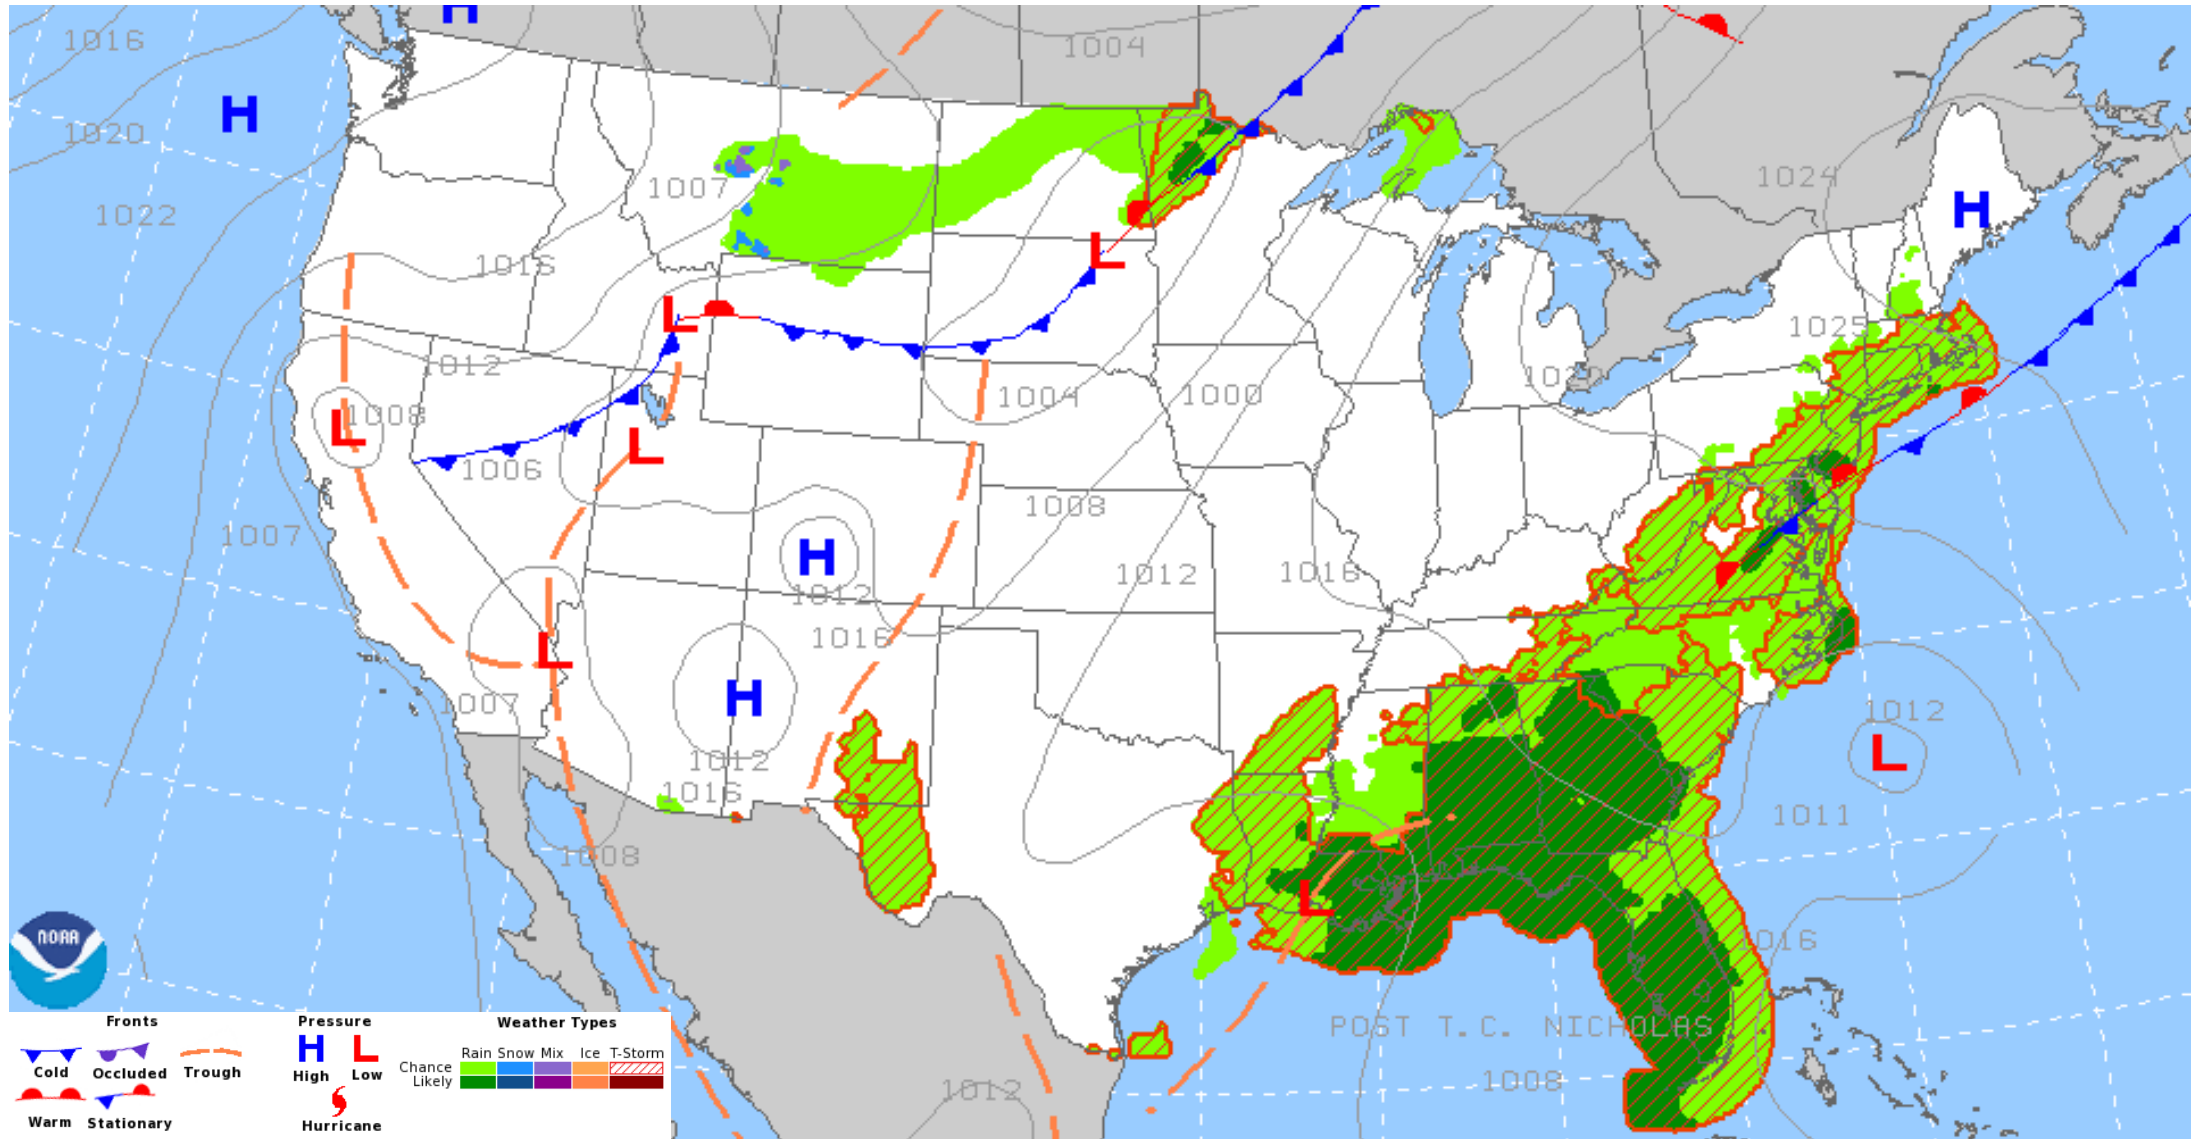 H
1016
1004
H
1020
1024
1007
1022
H
1016
L
L
1025
1012
1020
1004
1000
1008
L
L
1006
1008
1007
H
1012
1016
1012
1016
L
H
1007
1012
L
1012
1016
1011
1008
L
NOAA
1016
POST T.C. NICHOLAS
1008
1012
Fronts
Pressure
Weather Types
H
L
Rain Snow Mix Ice T-Storm
Cold
Occluded
Trough
High
Low
Chance
Likely
Warm
Stationary
Hurricane